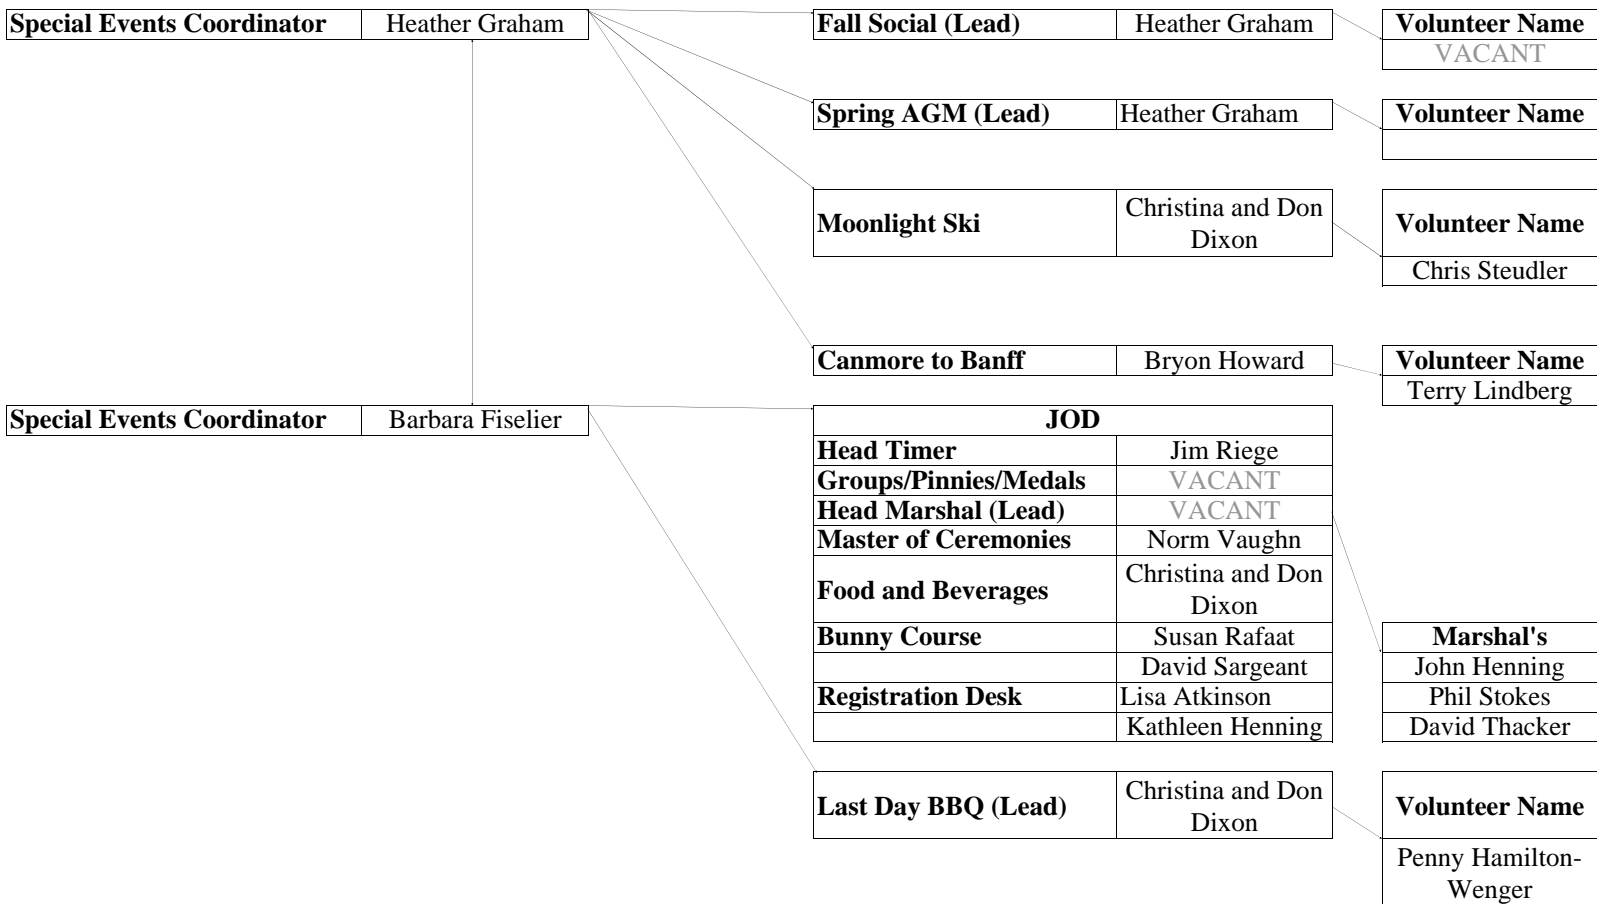 Special Events Coordinator Heather Graham Fall Social (Lead) Heather Graham Volunteer Name
VACANT
Spring AGM (Lead) Heather Graham Volunteer Name
Moonlight Ski Christina and Don Dixon Volunteer Name
Chris Steudler
Canmore to Banff Bryon Howard Volunteer Name
Terry Lindberg
Special Events Coordinator Barbara Fiselier JOD
Head Timer Jim Riege
Groups/Pinnies/Medals VACANT
Head Marshal (Lead) VACANT
Master of Ceremonies Norm Vaughn
Food and Beverages Christina and Don Dixon
Bunny Course Susan Rafaat Marshal's
David Sargeant John Henning
Registration Desk Lisa Atkinson Phil Stokes
Kathleen Henning David Thacker
Last Day BBQ (Lead) Christina and Don Dixon Volunteer Name
Penny Hamilton-
Wenger